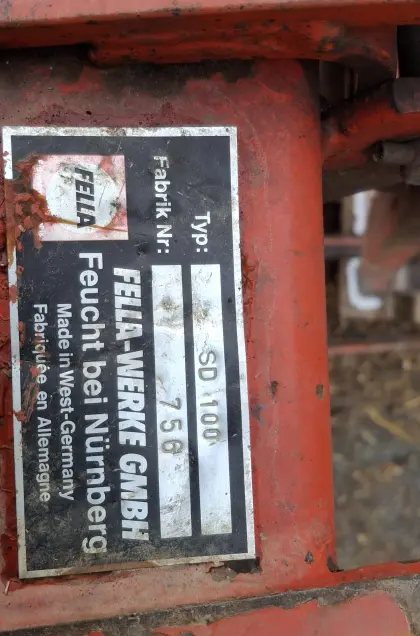 FELLA
Typ: SD 100
Fabrik Nr: 756
FELLA-WERKE GMBH
Feucht bei Nürnberg
Made in West-Germany
Fabriquée en Allemagne